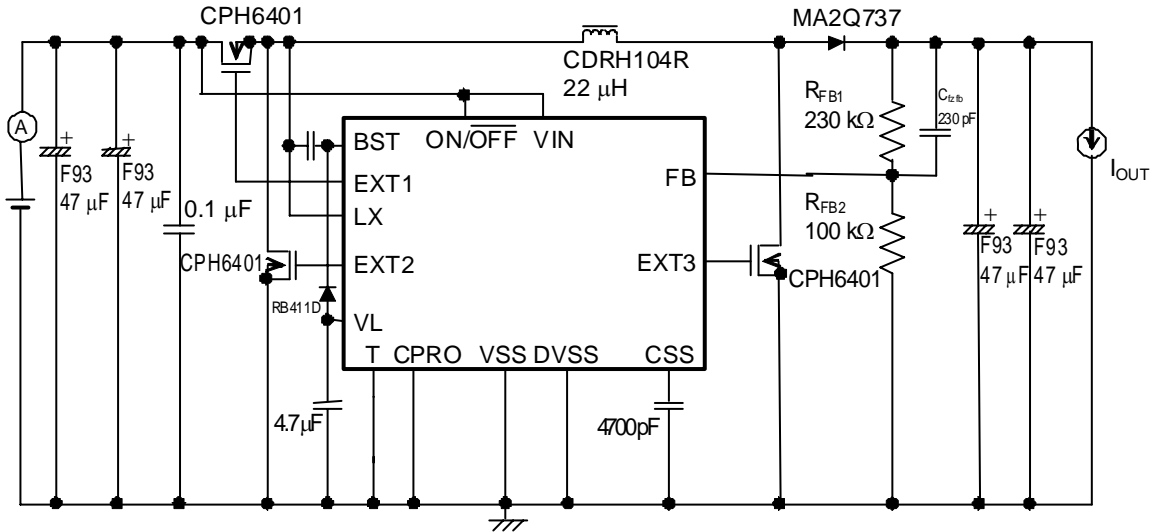 CPH6401
MA2Q737
CDRH104R
22 μH
A
+
F93
47 μF
+
F93
47 μF
0.1 μF
CPH6401
RB411D
4.7μF
BST
EXT1
LX
EXT2
VL
ON/OFF
VIN
FB
EXT3
T
CPRO
VSS
DVSS
CSS
4700pF
CPH6401
RFB1
230 kΩ
Cfzfb
230 pF
RFB2
100 kΩ
IOUT
+
F93
47 μF
+
F93
47 μF